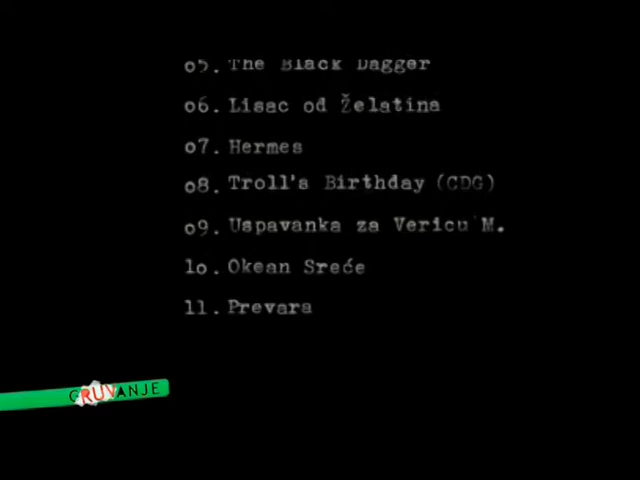 o5. The Black Dagger
o6. Lisac od Želatina
o7. Hermes
o8. Troll's Birthday (CDG)
o9. Uspavanka za Vericu M.
lo. Okean Sreće
ll. Prevara
GRUVANJE